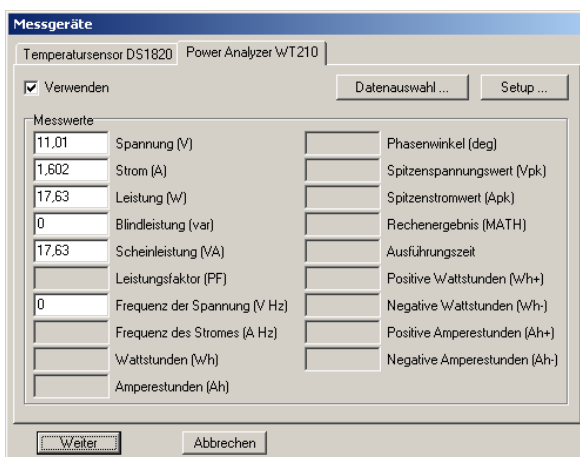 Messgeräte
Temperatursensor DS1820 Power Analyzer WT210
Verwenden Datenauswahl ... Setup ...
Messwerte
11,01 Spannung (V) Phasenwinkel (deg)
1,602 Strom (A) Spitzenspannungswert (Vpk)
17,63 Leistung (W) Spitzenstromwert (Apk)
0 Blindleistung (var) Rechenergebnis (MATH)
17,63 Scheinleistung (VA) Ausführungszeit
Leistungsfaktor (PF) Positive Wattstunden (Wh+)
0 Frequenz der Spannung (V Hz) Negative Wattstunden (Wh-)
Frequenz des Stromes (A Hz) Positive Amperestunden (Ah+)
Wattstunden (Wh) Negative Amperestunden (Ah-)
Amperestunden (Ah)
Weiter Abbrechen